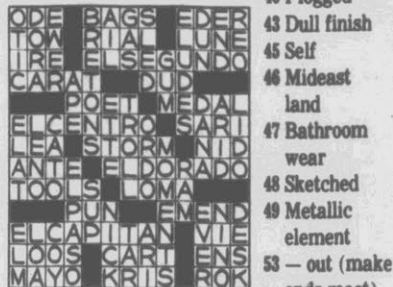 ODE BAGS EDER
TOW RIAL LUNE
IRE ELSEGUNDO
CARAT DUD
POET MEDAL
ELCENTRO SARI
LEA STORM NID
ANTE ELDORADO
TOOLS LOMA
PUN EMEND
ELCAPITAN VIE
LOOS CART ENS
MAYO KRIS ROK
43 Dull finish
45 Self
46 Mideast
land
47 Bathroom
wear
48 Sketched
49 Metallic
element
53 — out (make